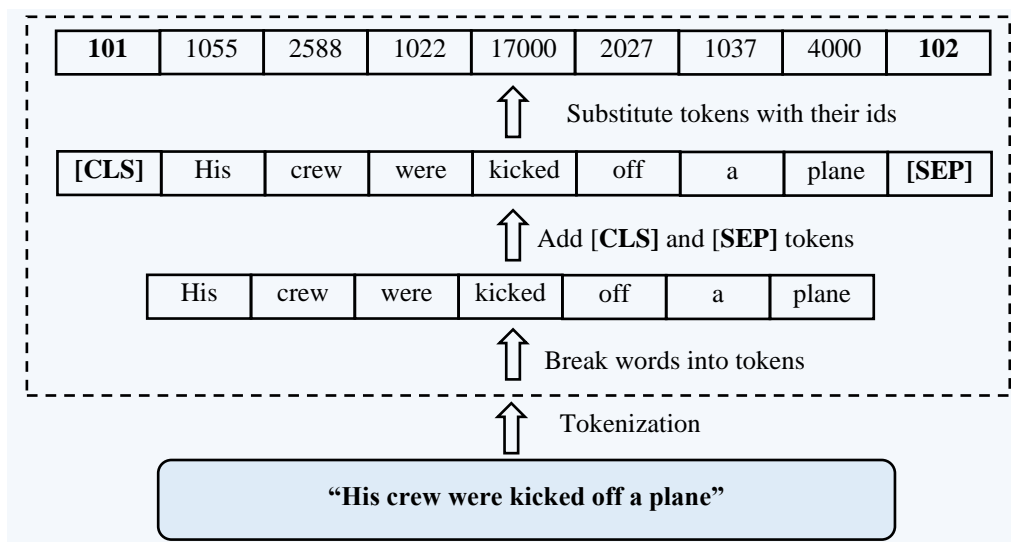 101 1055 2588 1022 17000 2027 1037 4000 102
Substitute tokens with their ids
[CLS] His crew were kicked off a plane [SEP]
Add [CLS] and [SEP] tokens
His crew were kicked off a plane
Break words into tokens
Tokenization
“His crew were kicked off a plane”